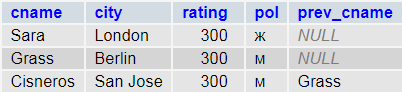 cname city rating pol prev_cname
Sara London 300 ж NULL
Grass Berlin 300 м NULL
Cisneros San Jose 300 м Grass